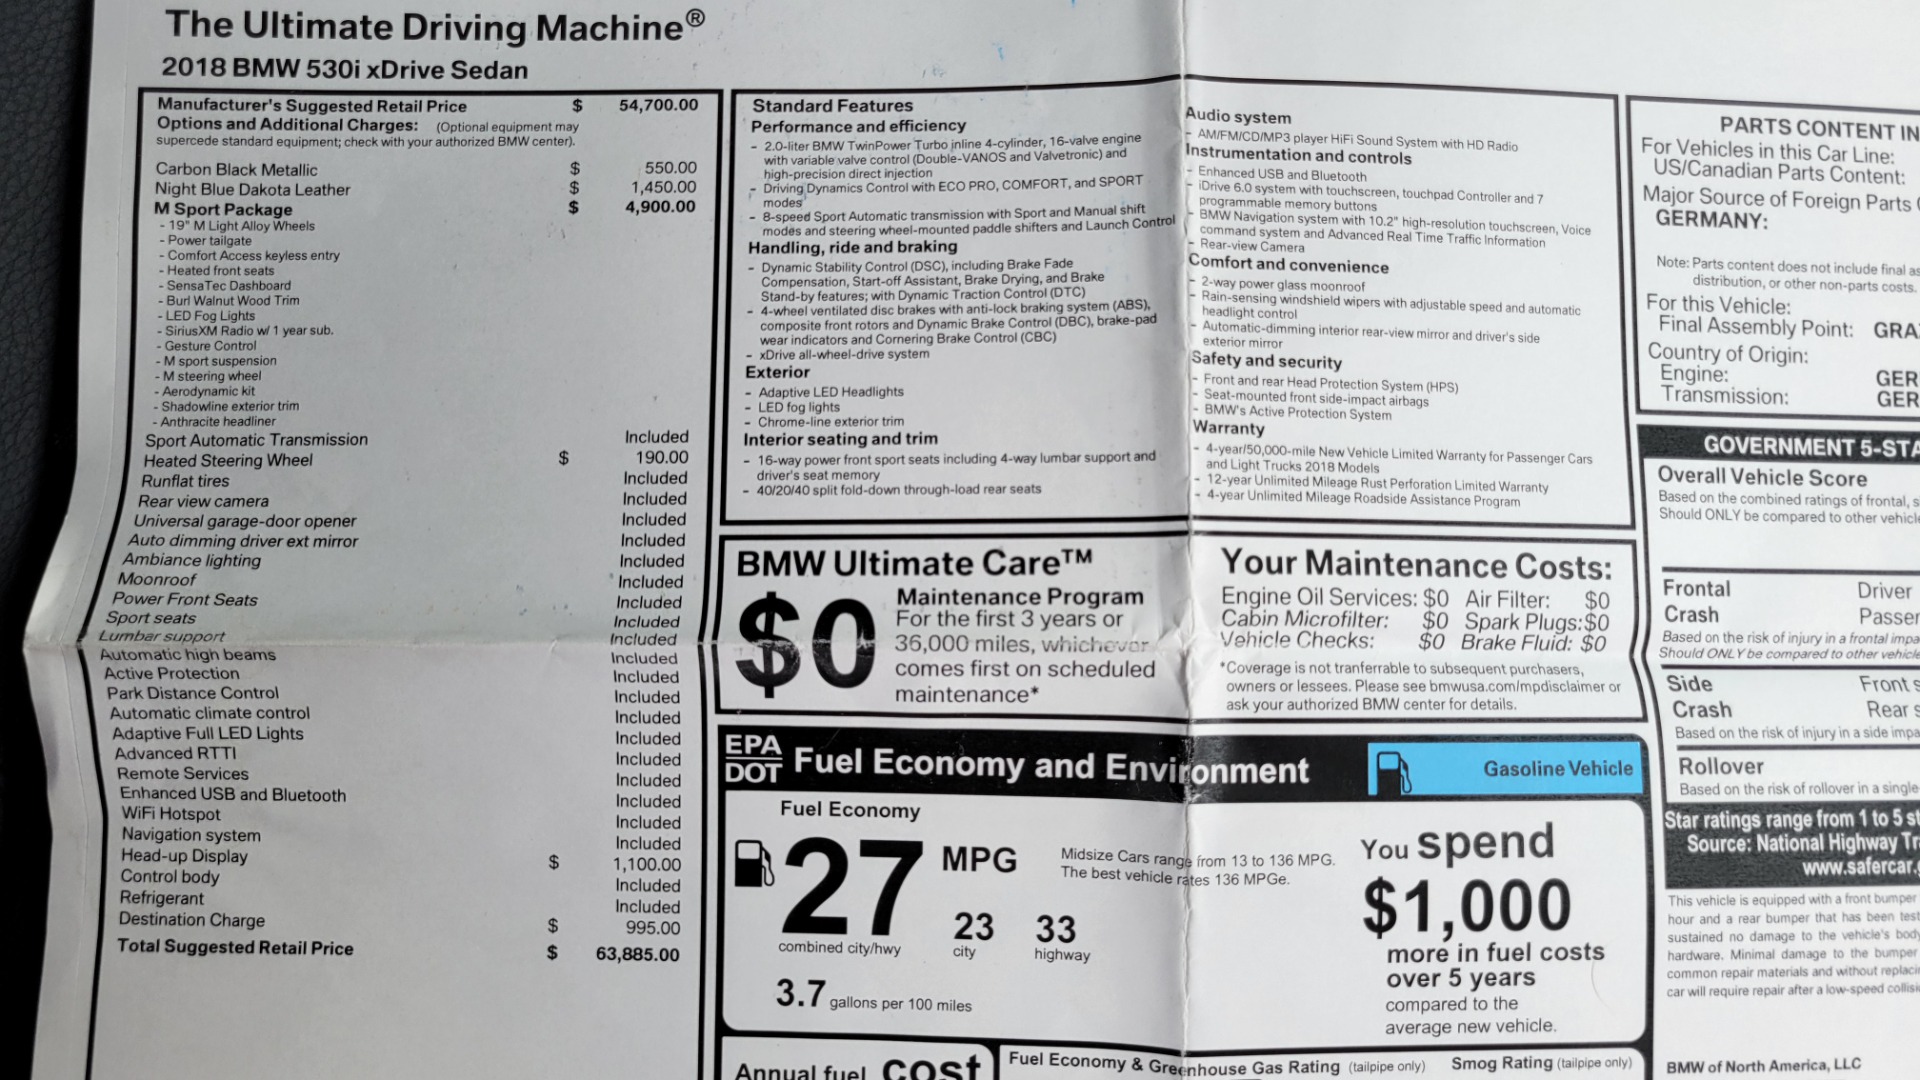 The Ultimate Driving Machine®
2018 BMW 530i xDrive Sedan
Manufacturer's Suggested Retail Price $ 54,700.00
Options and Additional Charges: (Optional equipment may
supercede standard equipment; check with your authorized BMW center).
Carbon Black Metallic $ 550.00
Night Blue Dakota Leather $ 1,450.00
M Sport Package $ 4,900.00
- 19" M Light Alloy Wheels
- Power tailgate
- Comfort Access keyless entry
- Heated front seats
- SensaTec Dashboard
- Burl Walnut Wood Trim
- LED Fog Lights
- SiriusXM Radio w/ 1 year sub.
- Gesture Control
- M sport suspension
- M steering wheel
- Aerodynamic kit
- Shadowline exterior trim
- Anthracite headliner
Sport Automatic Transmission Included
Heated Steering Wheel $ 190.00
Runflat tires Included
Rear view camera Included
Universal garage-door opener Included
Auto dimming driver ext mirror Included
Ambiance lighting Included
Moonroof Included
Power Front Seats Included
Sport seats Included
Lumbar support Included
Automatic high beams Included
Active Protection Included
Park Distance Control Included
Automatic climate control Included
Adaptive Full LED Lights Included
Advanced RTTI Included
Remote Services Included
Enhanced USB and Bluetooth Included
WiFi Hotspot Included
Navigation system Included
Head-up Display $ 1,100.00
Control body Included
Refrigerant Included
Destination Charge $ 995.00
Total Suggested Retail Price $ 63,885.00
Standard Features
Performance and efficiency
- 2.0-liter BMW TwinPower Turbo inline 4-cylinder, 16-valve engine
with variable valve control (Double-VANOS and Valvetronic) and
high-precision direct injection
- Driving Dynamics Control with ECO PRO, COMFORT, and SPORT
modes
- 8-speed Sport Automatic transmission with Sport and Manual shift
modes and steering wheel-mounted paddle shifters and Launch Control
Handling, ride and braking
- Dynamic Stability Control (DSC), including Brake Fade
Compensation, Start-off Assistant, Brake Drying, and Brake
Stand-by features; with Dynamic Traction Control (DTC)
- 4-wheel ventilated disc brakes with anti-lock braking system (ABS),
composite front rotors and Dynamic Brake Control (DBC), brake-pad
wear indicators and Cornering Brake Control (CBC)
- xDrive all-wheel-drive system
Exterior
- Adaptive LED Headlights
- LED fog lights
- Chrome-line exterior trim
Interior seating and trim
- 16-way power front sport seats including 4-way lumbar support and
driver's seat memory
- 40/20/40 split fold-down through-load rear seats
Audio system
- AM/FM/CD/MP3 player HiFi Sound System with HD Radio
Instrumentation and controls
- Enhanced USB and Bluetooth
- iDrive 6.0 system with touchscreen, touchpad Controller and 7
programmable memory buttons
- BMW Navigation system with 10.2" high-resolution touchscreen, Voice
command system and Advanced Real Time Traffic Information
- Rear-view Camera
Comfort and convenience
- 2-way power glass moonroof
- Rain-sensing windshield wipers with adjustable speed and automatic
headlight control
- Automatic-dimming interior rear-view mirror and driver's side
exterior mirror
Safety and security
- Front and rear Head Protection System (HPS)
- Seat-mounted front side-impact airbags
- BMW's Active Protection System
Warranty
- 4-year/50,000-mile New Vehicle Limited Warranty for Passenger Cars
and Light Trucks 2018 Models
- 12-year Unlimited Mileage Rust Perforation Limited Warranty
- 4-year Unlimited Mileage Roadside Assistance Program
BMW Ultimate Care™
$0
Maintenance Program
For the first 3 years or
36,000 miles, whichever
comes first on scheduled
maintenance*
Your Maintenance Costs:
Engine Oil Services: $0 Air Filter: $0
Cabin Microfilter: $0 Spark Plugs: $0
Vehicle Checks: $0 Brake Fluid: $0
*Coverage is not tranferrable to subsequent purchasers,
owners or lessees. Please see bmwusa.com/mpdisclaimer or
ask your authorized BMW center for details.
EPA
DOT
Fuel Economy and Environment
Gasoline Vehicle
Fuel Economy
27 MPG
combined city/hwy
23
city
33
highway
Midsize Cars range from 13 to 136 MPG.
The best vehicle rates 136 MPGe.
3.7 gallons per 100 miles
You spend
$1,000
more in fuel costs
over 5 years
compared to the
average new vehicle.
Annual fuel cost
Fuel Economy & Greenhouse Gas Rating (tailpipe only)
Smog Rating (tailpipe only)
PARTS CONTENT IN
For Vehicles in this Car Line:
US/Canadian Parts Content:
Major Source of Foreign Parts
GERMANY:
Note: Parts content does not include final as
distribution, or other non-parts costs.
For this Vehicle:
Final Assembly Point: GRA
Country of Origin:
Engine: GER
Transmission: GER
GOVERNMENT 5-STA
Overall Vehicle Score
Based on the combined ratings of frontal, s
Should ONLY be compared to other vehicle
Frontal Driver
Crash Passer
Based on the risk of injury in a frontal impa
Should ONLY be compared to other vehicle
Side Front s
Crash Rear s
Based on the risk of injury in a side impa
Rollover
Based on the risk of rollover in a single
Star ratings range from 1 to 5 st
Source: National Highway Tr
www.safercar.
This vehicle is equipped with a front bumper
hour and a rear bumper that has been test
sustained no damage to the vehicle's body
hardware. Minimal damage to the bumper
common repair materials and without replaci
car will require repair after a low-speed collisi
BMW of North America, LLC